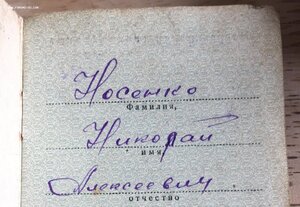 Носенко
Фамилия,
Николай
имя,
Алексеевич
отчество